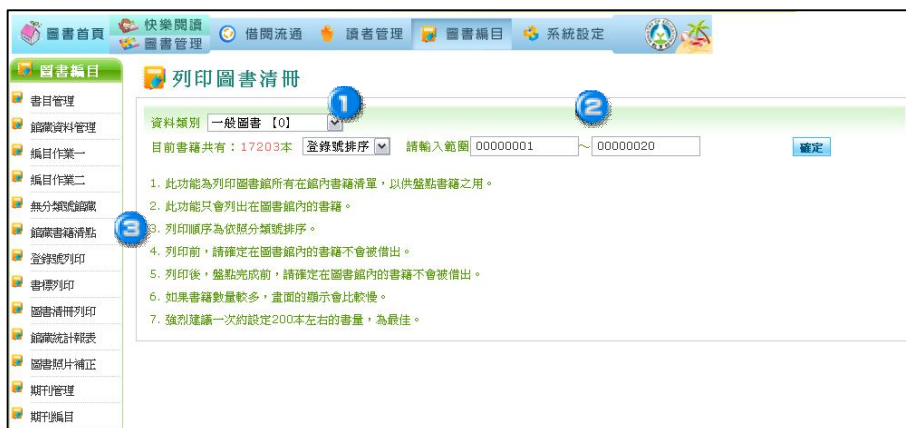 圖書首頁
快樂閱讀
圖書管理
借閱流通
讀者管理
圖書編目
系統設定
圖書編目
書目管理
館藏資料管理
編目作業一
編目作業二
無分類號館藏
館藏書籍清點
登錄號列印
書標列印
圖書清冊列印
館藏統計報表
圖書照片補正
期刊管理
期刊編目
列印圖書清冊
1
2
資料類別 一般圖書 【0】
目前書籍共有:17203本 登錄號排序 請輸入範圍 00000001 ~ 00000020 確定
1. 此功能為列印圖書館所有在館內書籍清單,以供盤點書籍之用。
2. 此功能只會列出在圖書館內的書籍。
3
3. 列印順序為依照分類號排序。
4. 列印前,請確定在圖書館內的書籍不會被借出。
5. 列印後,盤點完成前,請確定在圖書館內的書籍不會被借出。
6. 如果書籍數量較多,畫面的顯示會比較慢。
7. 強烈建議一次約設定200本左右的書量,為最佳。